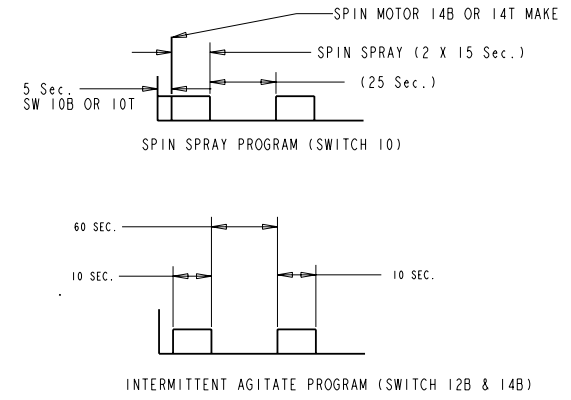 SPIN MOTOR 14B OR 14T MAKE
SPIN SPRAY (2 X 15 Sec.)
(25 Sec.)
5 Sec.
SW 10B OR 10T
SPIN SPRAY PROGRAM (SWITCH 10)
60 SEC.
10 SEC.
10 SEC.
INTERMITTENT AGITATE PROGRAM (SWITCH 12B & 14B)